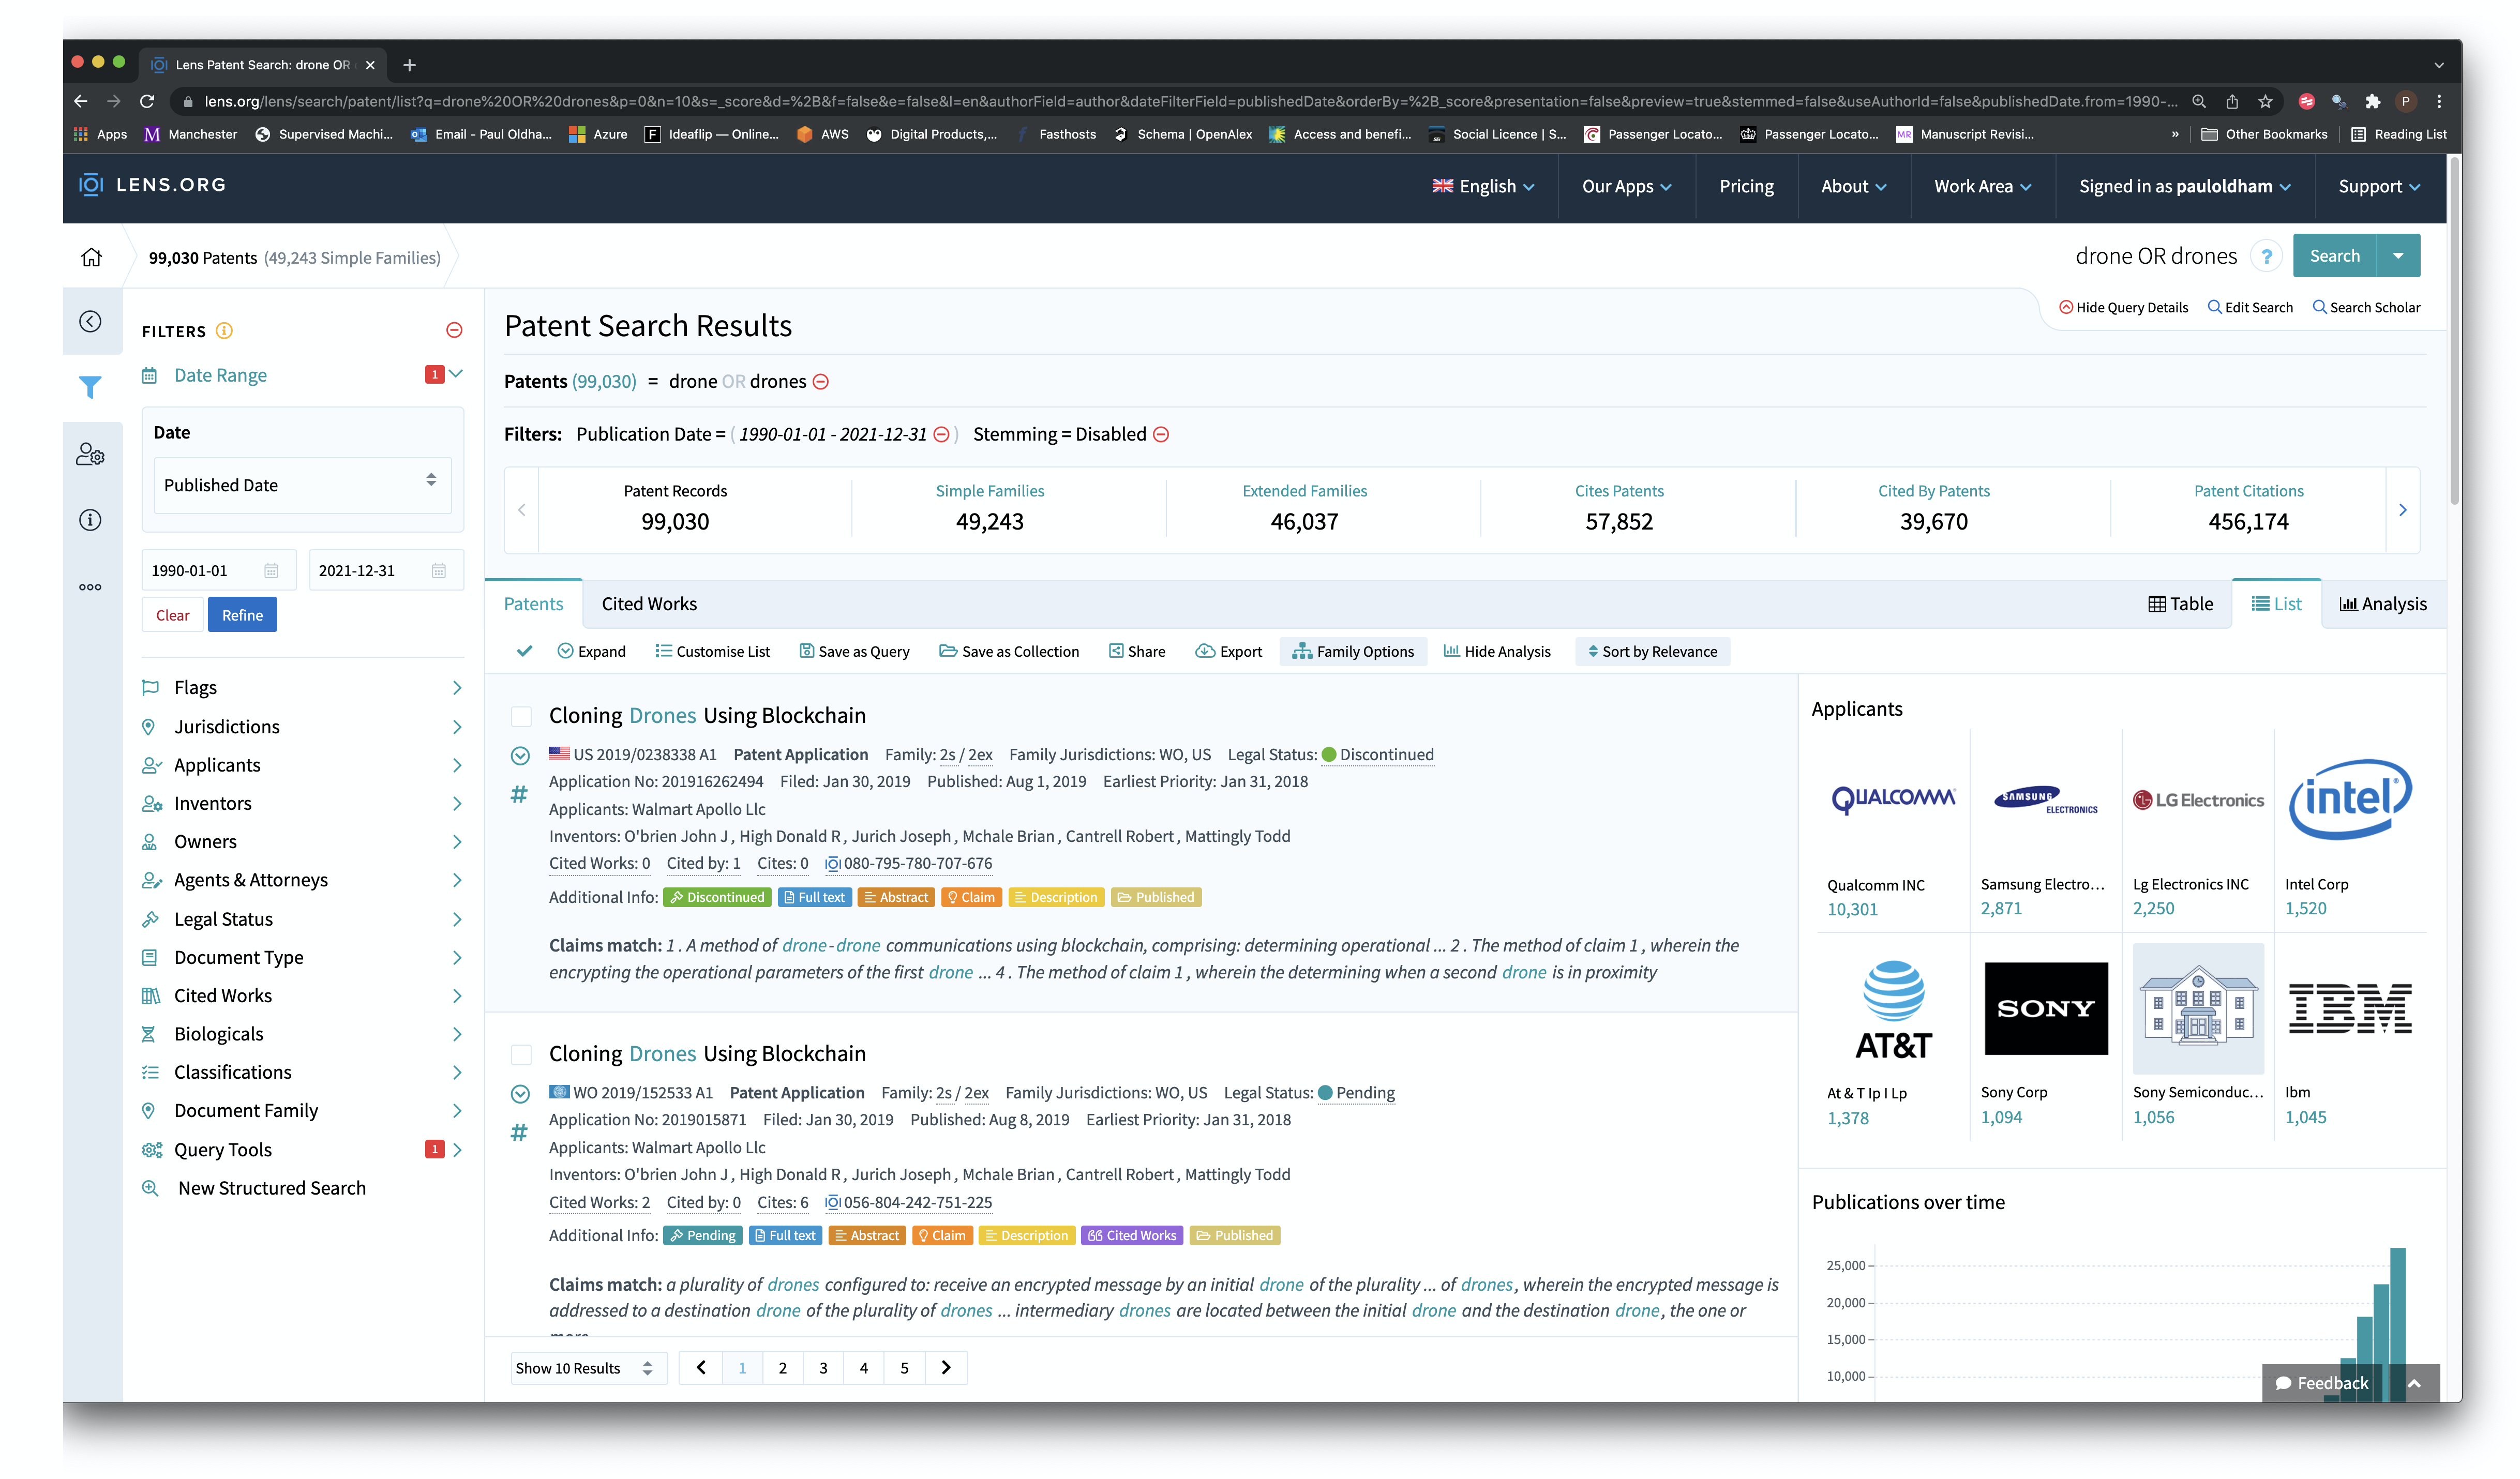 Lens Patent Search: drone OR
lens.org/lens/search/patent/list?q=drone%20OR%20drones&p=0&n=10&s=_score&d=%2B&f=false&e=false&l=en&authorField=author&dateFilterField=publishedDate&orderBy=%2B_score&presentation=false&preview=true&stemmed=false&useAuthorId=false&publishedDate.from=1990-...
P
Apps M Manchester Supervised Machi... Email - Paul Oldha... Azure F Ideaflip — Online... AWS Digital Products,... f Fasthosts Schema | OpenAlex Access and benefi... Social Licence | S... Passenger Locato... Passenger Locato... MR Manuscript Revisi... » Other Bookmarks Reading List
LENS.ORG English Our Apps Pricing About Work Area Signed in as pauloldham Support
99,030 Patents (49,243 Simple Families) drone OR drones ? Search
Hide Query Details Edit Search Search Scholar
FILTERS
Date Range 1
Date
Published Date
1990-01-01 2021-12-31
Clear Refine
Flags
Jurisdictions
Applicants
Inventors
Owners
Agents & Attorneys
Legal Status
Document Type
Cited Works
Biologicals
Classifications
Document Family
Query Tools 1
New Structured Search
Patent Search Results
Patents (99,030) = drone OR drones
Filters: Publication Date = ( 1990-01-01 - 2021-12-31 ) Stemming = Disabled
Patent Records Simple Families Extended Families Cites Patents Cited By Patents Patent Citations
99,030 49,243 46,037 57,852 39,670 456,174
Patents Cited Works Table List Analysis
Expand Customise List Save as Query Save as Collection Share Export Family Options Hide Analysis Sort by Relevance
Cloning Drones Using Blockchain
US 2019/0238338 A1 Patent Application Family: 2s / 2ex Family Jurisdictions: WO, US Legal Status: Discontinued
Application No: 201916262494 Filed: Jan 30, 2019 Published: Aug 1, 2019 Earliest Priority: Jan 31, 2018
# Applicants: Walmart Apollo Llc
Inventors: O'brien John J , High Donald R , Jurich Joseph , Mchale Brian , Cantrell Robert , Mattingly Todd
Cited Works: 0 Cited by: 1 Cites: 0 080-795-780-707-676
Additional Info: Discontinued Full text Abstract Claim Description Published
Claims match: 1 . A method of drone-drone communications using blockchain, comprising: determining operational ... 2 . The method of claim 1 , wherein the
encrypting the operational parameters of the first drone ... 4 . The method of claim 1 , wherein the determining when a second drone is in proximity
Cloning Drones Using Blockchain
WO 2019/152533 A1 Patent Application Family: 2s / 2ex Family Jurisdictions: WO, US Legal Status: Pending
Application No: 2019015871 Filed: Jan 30, 2019 Published: Aug 8, 2019 Earliest Priority: Jan 31, 2018
# Applicants: Walmart Apollo Llc
Inventors: O'brien John J , High Donald R , Jurich Joseph , Mchale Brian , Cantrell Robert , Mattingly Todd
Cited Works: 2 Cited by: 0 Cites: 6 056-804-242-751-225
Additional Info: Pending Full text Abstract Claim Description Cited Works Published
Claims match: a plurality of drones configured to: receive an encrypted message by an initial drone of the plurality ... of drones, wherein the encrypted message is
addressed to a destination drone of the plurality of drones ... intermediary drones are located between the initial drone and the destination drone, the one or
Show 10 Results 1 2 3 4 5
Applicants
QUALCOMM SAMSUNG ELECTRONICS LG Electronics intel
Qualcomm INC Samsung Electro... Lg Electronics INC Intel Corp
10,301 2,871 2,250 1,520
AT&T SONY IBM
At & T Ip I Lp Sony Corp Sony Semiconduc... Ibm
1,378 1,094 1,056 1,045
Publications over time
25,000
20,000
15,000
10,000
Feedback